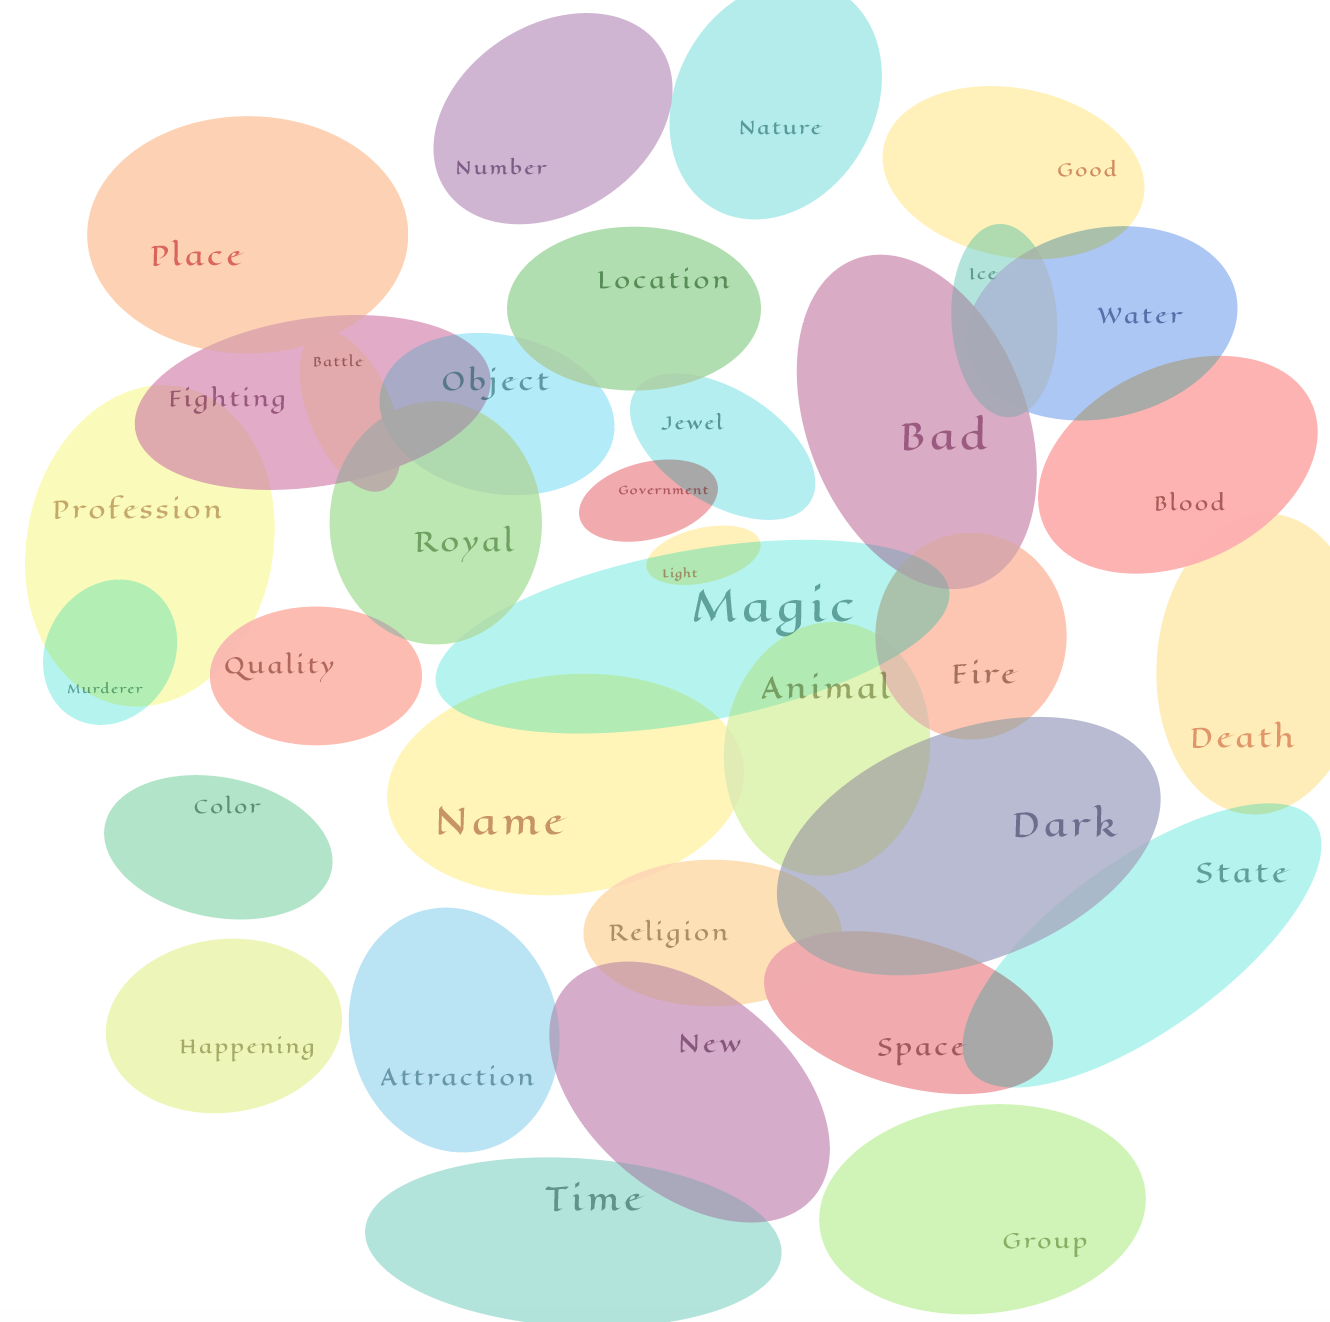 Nature
Number
Good
Place
Ice
Location
Water
Battle
Object
Fighting
Jewel
Bad
Government
Blood
Profession
Royal
Light
Magic
Quality
Fire
Murderer
Animal
Death
Color
Name
Dark
State
Religion
Happening
New
Space
Attraction
Time
Group